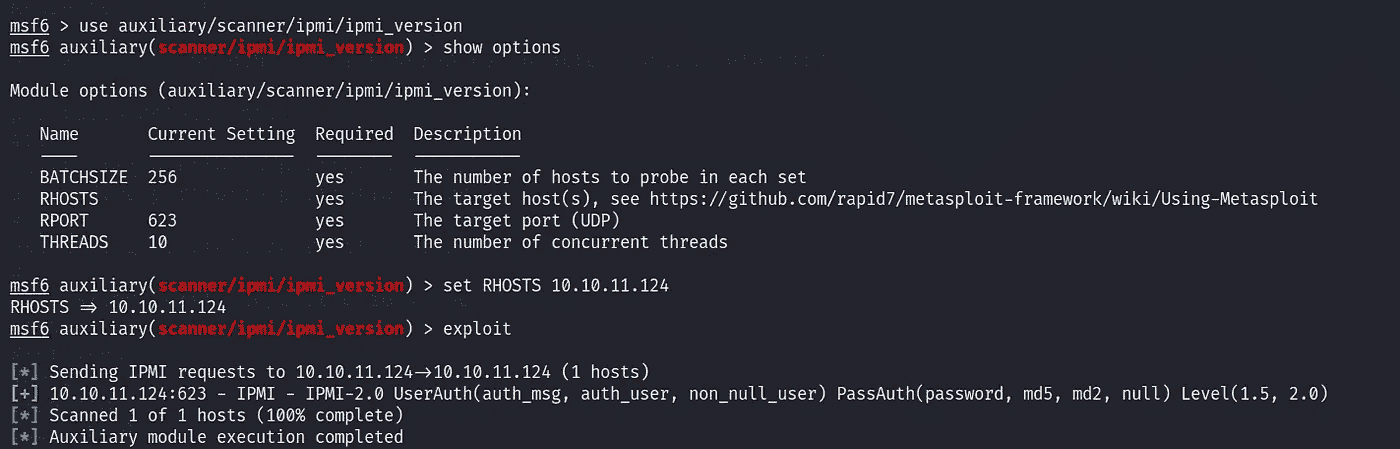 msf6 > use auxiliary/scanner/ipmi/ipmi_version
msf6 auxiliary(scanner/ipmi/ipmi_version) > show options
Module options (auxiliary/scanner/ipmi/ipmi_version):
Name Current Setting Required Description
---- --------------- -------- -----------
BATCHSIZE 256 yes The number of hosts to probe in each set
RHOSTS yes The target host(s), see https://github.com/rapid7/metasploit-framework/wiki/Using-Metasploit
RPORT 623 yes The target port (UDP)
THREADS 10 yes The number of concurrent threads
msf6 auxiliary(scanner/ipmi/ipmi_version) > set RHOSTS 10.10.11.124
RHOSTS => 10.10.11.124
msf6 auxiliary(scanner/ipmi/ipmi_version) > exploit
[*] Sending IPMI requests to 10.10.11.124->10.10.11.124 (1 hosts)
[+] 10.10.11.124:623 - IPMI - IPMI-2.0 UserAuth(auth_msg, auth_user, non_null_user) PassAuth(password, md5, md2, null) Level(1.5, 2.0)
[*] Scanned 1 of 1 hosts (100% complete)
[*] Auxiliary module execution completed